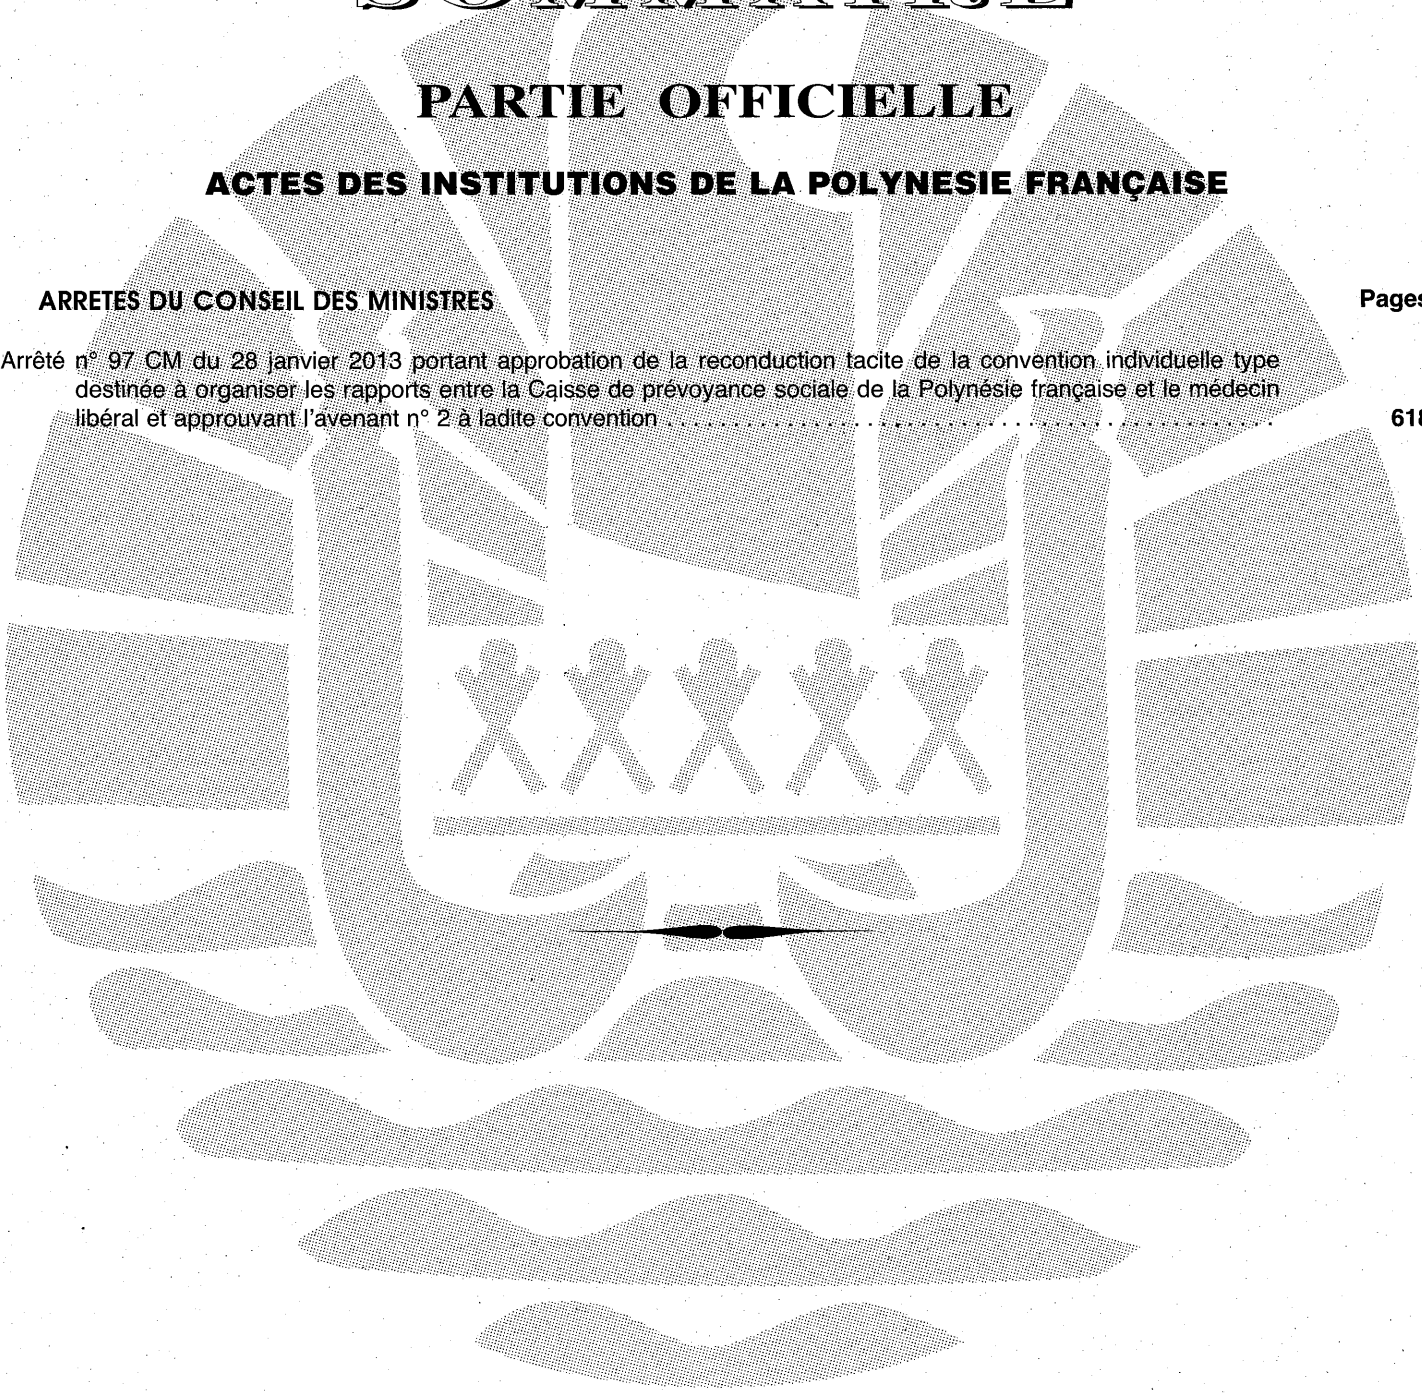 SOMMAIRE
PARTIE OFFICIELLE
ACTES DES INSTITUTIONS DE LA POLYNESIE FRANÇAISE
ARRETES DU CONSEIL DES MINISTRES Pages
Arrêté n° 97 CM du 28 janvier 2013 portant approbation de la reconduction tacite de la convention individuelle type
destinée à organiser les rapports entre la Caisse de prévoyance sociale de la Polynésie française et le médecin
libéral et approuvant l'avenant n° 2 à ladite convention . . . . . . . . . . . . . . . . . . . . . . . . . . . . . . . . . . . . . . . . . . . . . . 618